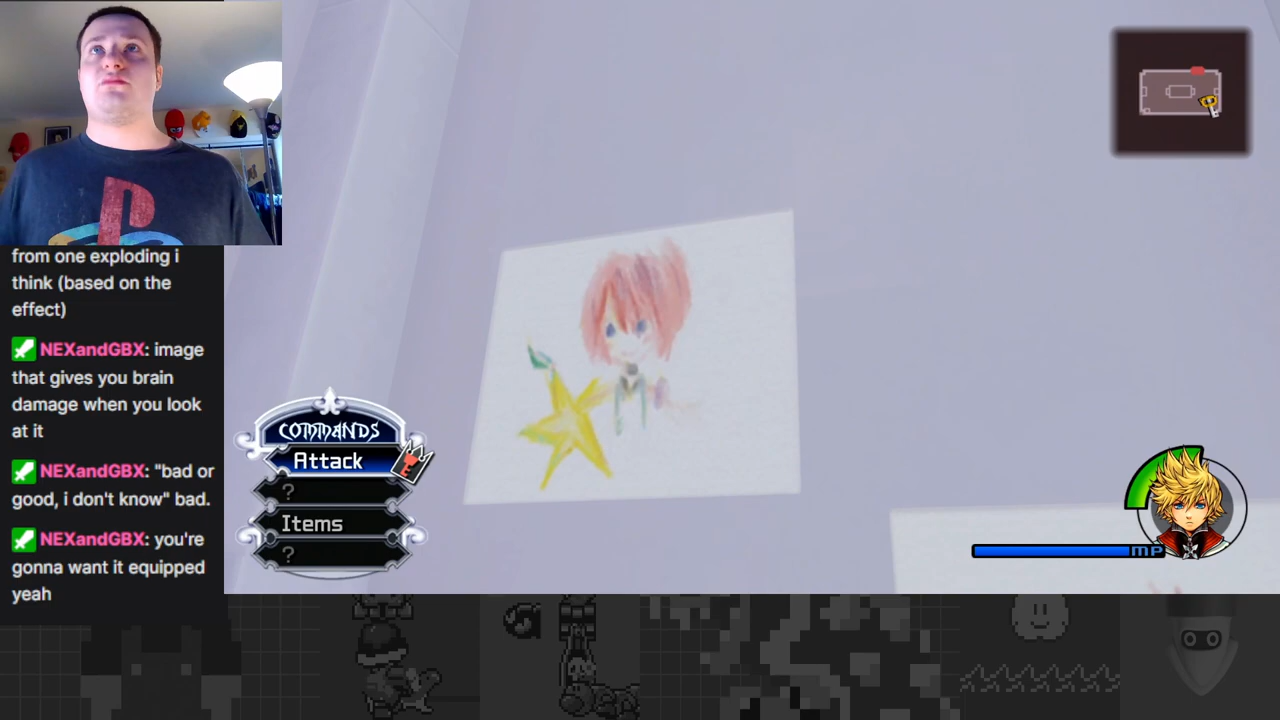 from one exploding i
think (based on the
effect)
NEXandGBX: image
that gives you brain
damage when you look
at it
NEXandGBX: "bad or
good, i don't know" bad.
NEXandGBX: you're
gonna want it equipped
yeah
COMMANDS
Attack
?
Items
?
MP